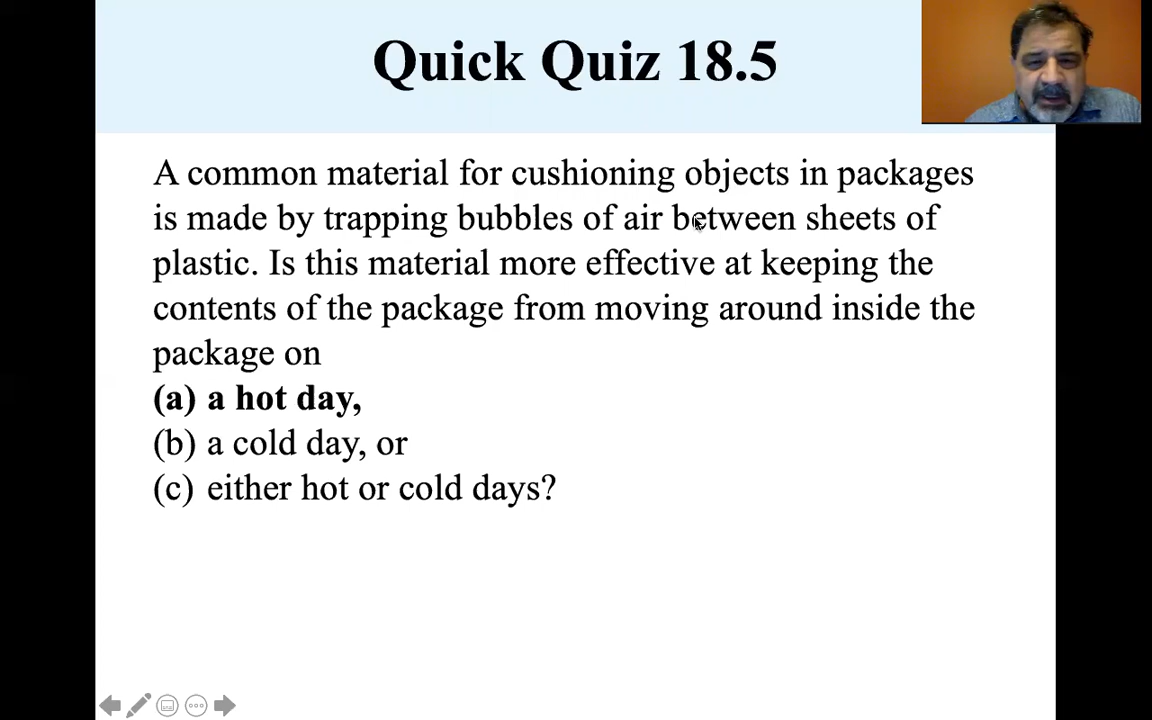 Quick Quiz 18.5
A common material for cushioning objects in packages
is made by trapping bubbles of air between sheets of
plastic. Is this material more effective at keeping the
contents of the package from moving around inside the
package on
(a) a hot day,
(b) a cold day, or
(c) either hot or cold days?